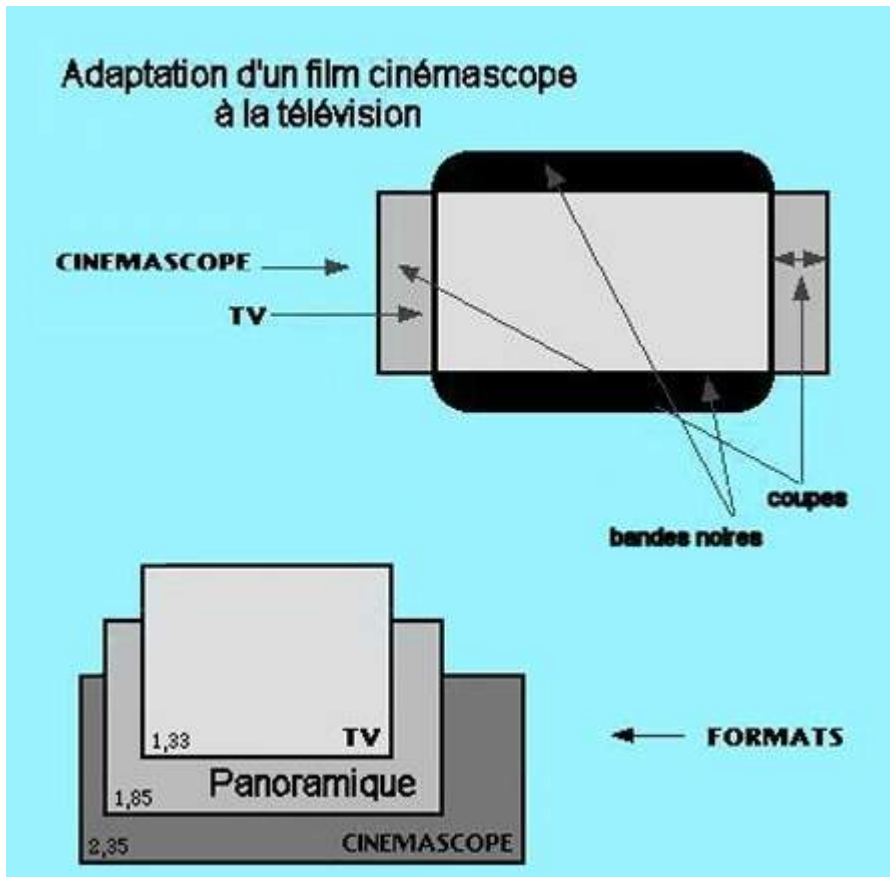 Adaptation d'un film cinémascope
à la télévision
CINEMASCOPE
TV
coupes
bandes noires
1,33
TV
Panoramique
1,85
2,35
CINEMASCOPE
FORMATS